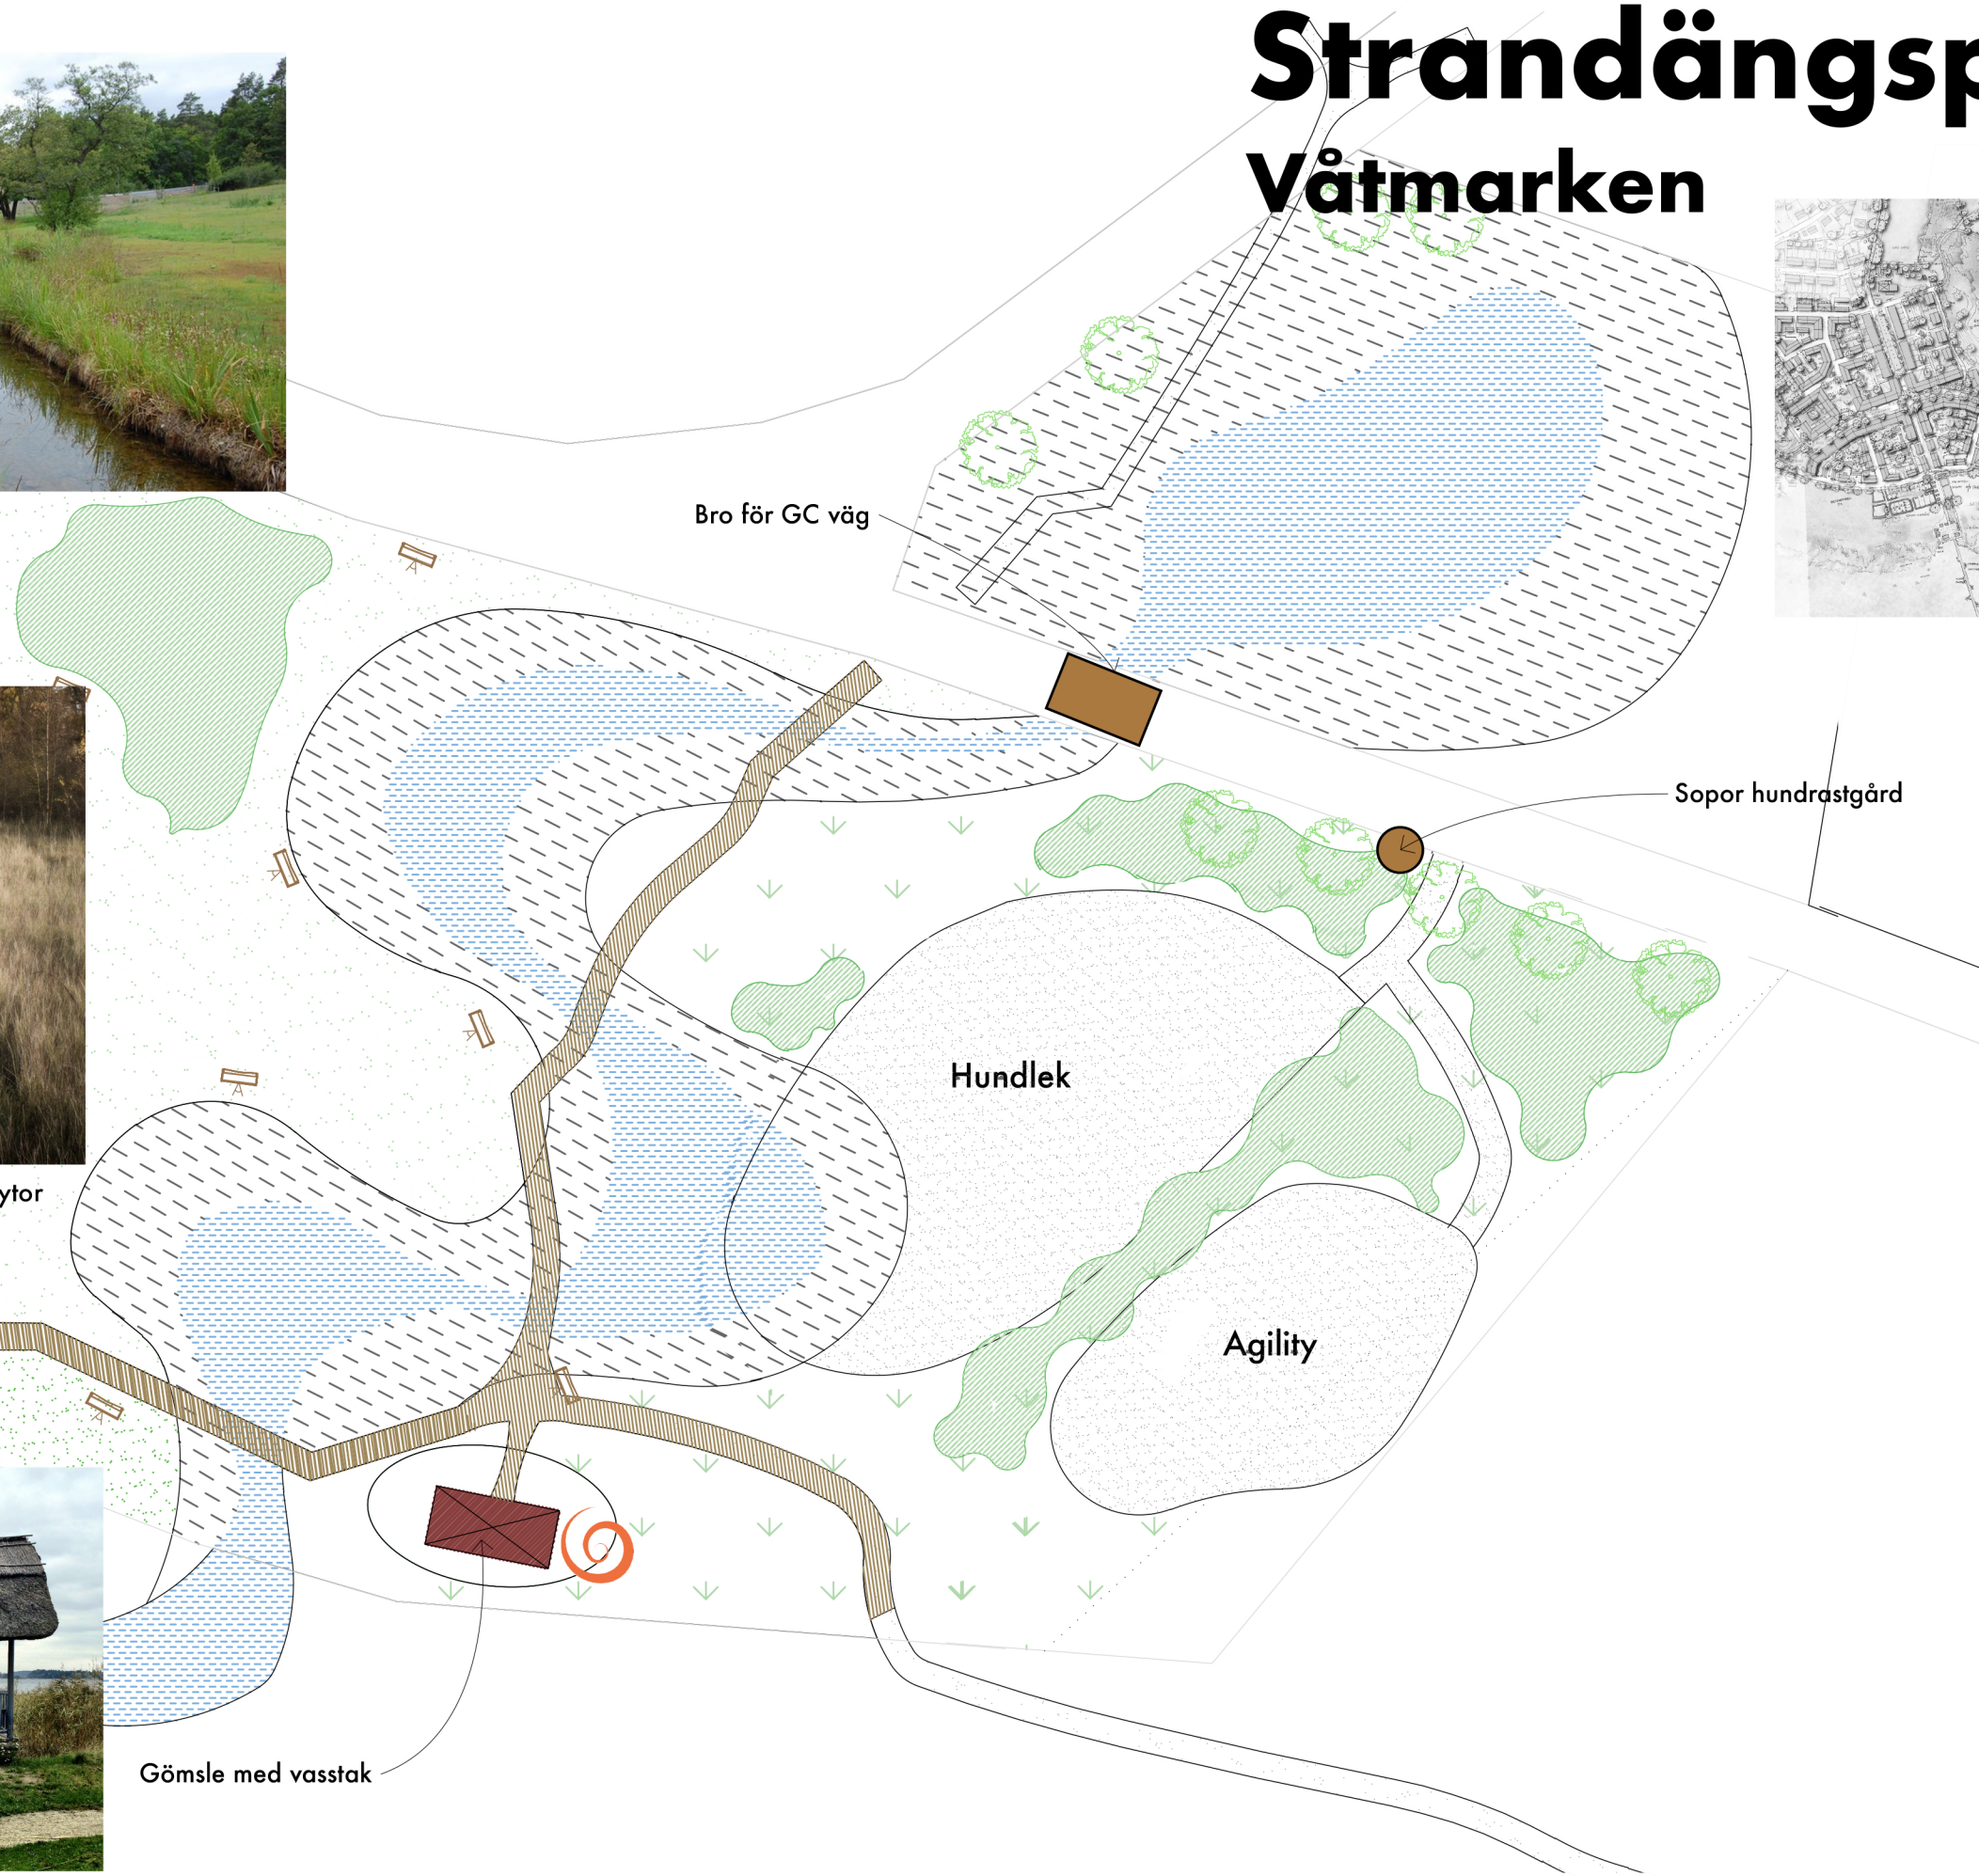 Strandängsp
Våtmarken
Bro för GC väg
Sopor hundrastgård
Hundlek
ytor
Agility
Gömsle med vasstak